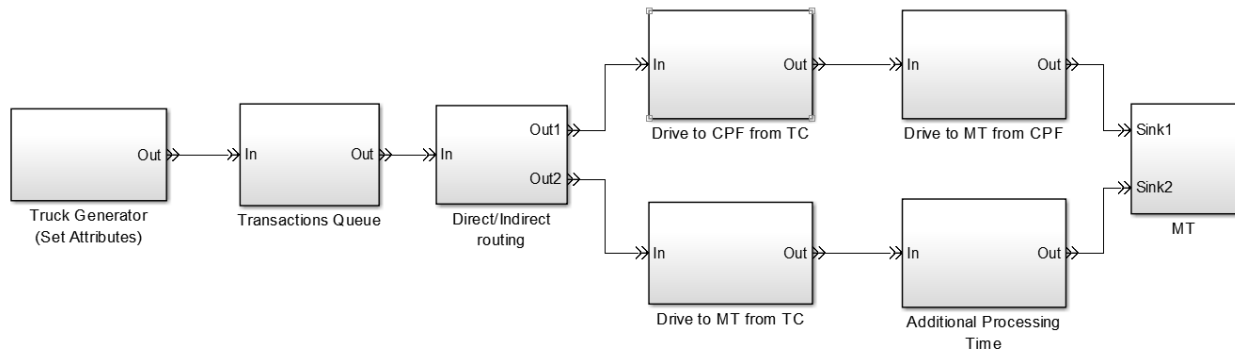 Out
Truck Generator
(Set Attributes)
In
Out
Transactions Queue
In
Out1
Out2
Direct/Indirect
routing
In
Out
Drive to CPF from TC
In
Out
Drive to MT from CPF
In
Out
Drive to MT from TC
In
Out
Additional Processing
Time
Sink1
Sink2
MT